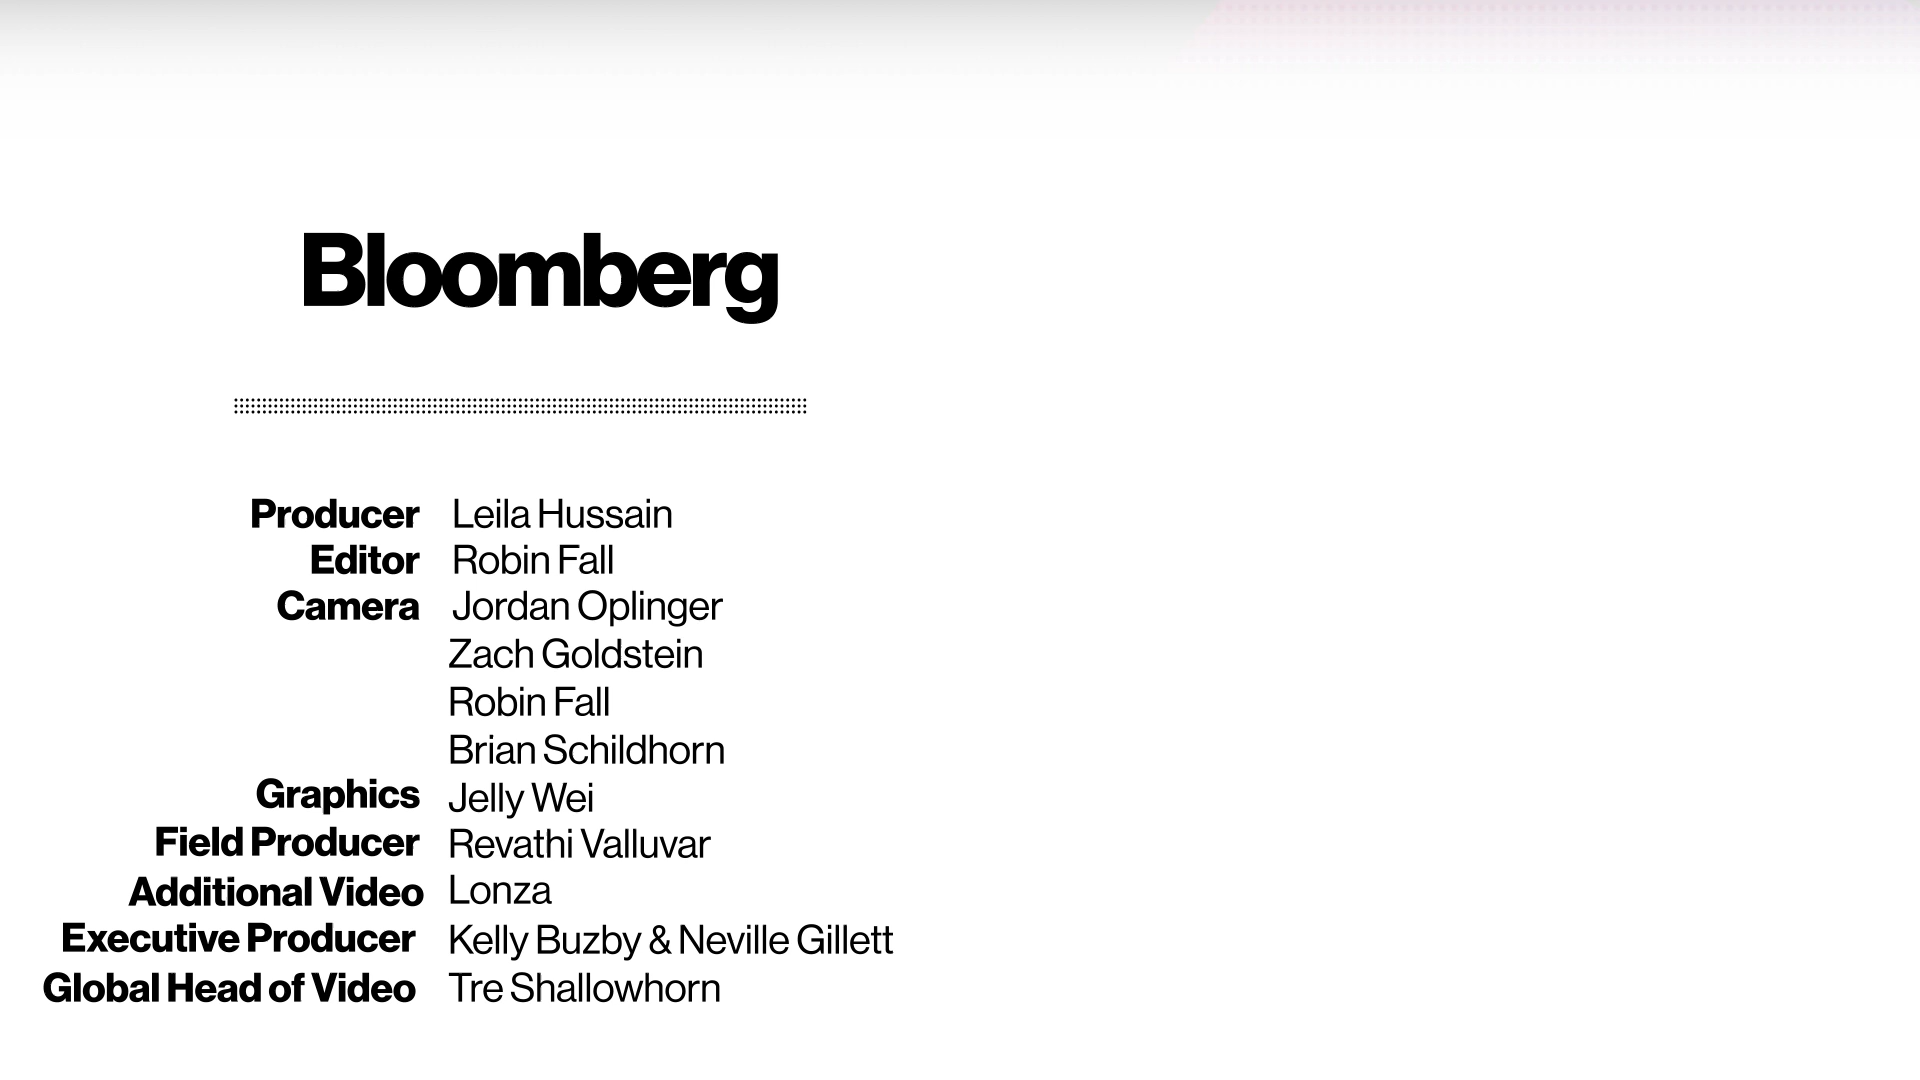 Bloomberg
Producer Leila Hussain
Editor Robin Fall
Camera Jordan Oplinger
Zach Goldstein
Robin Fall
Brian Schildhorn
Graphics Jelly Wei
Field Producer Revathi Valluvar
Additional Video Lonza
Executive Producer Kelly Buzby & Neville Gillett
Global Head of Video Tre Shallowhorn